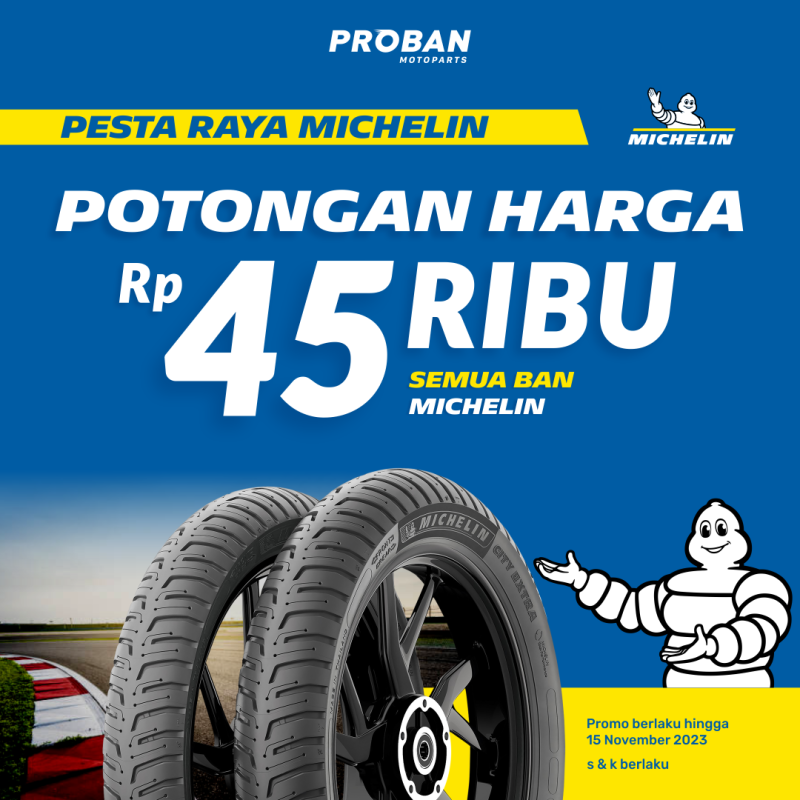 PROBAN
MOTOPARTS
PESTA RAYA MICHELIN
MICHELIN
POTONGAN HARGA
Rp 45 RIBU
SEMUA BAN
MICHELIN
MICHELIN
CITY EXTRA
Promo berlaku hingga
15 November 2023
s & k berlaku